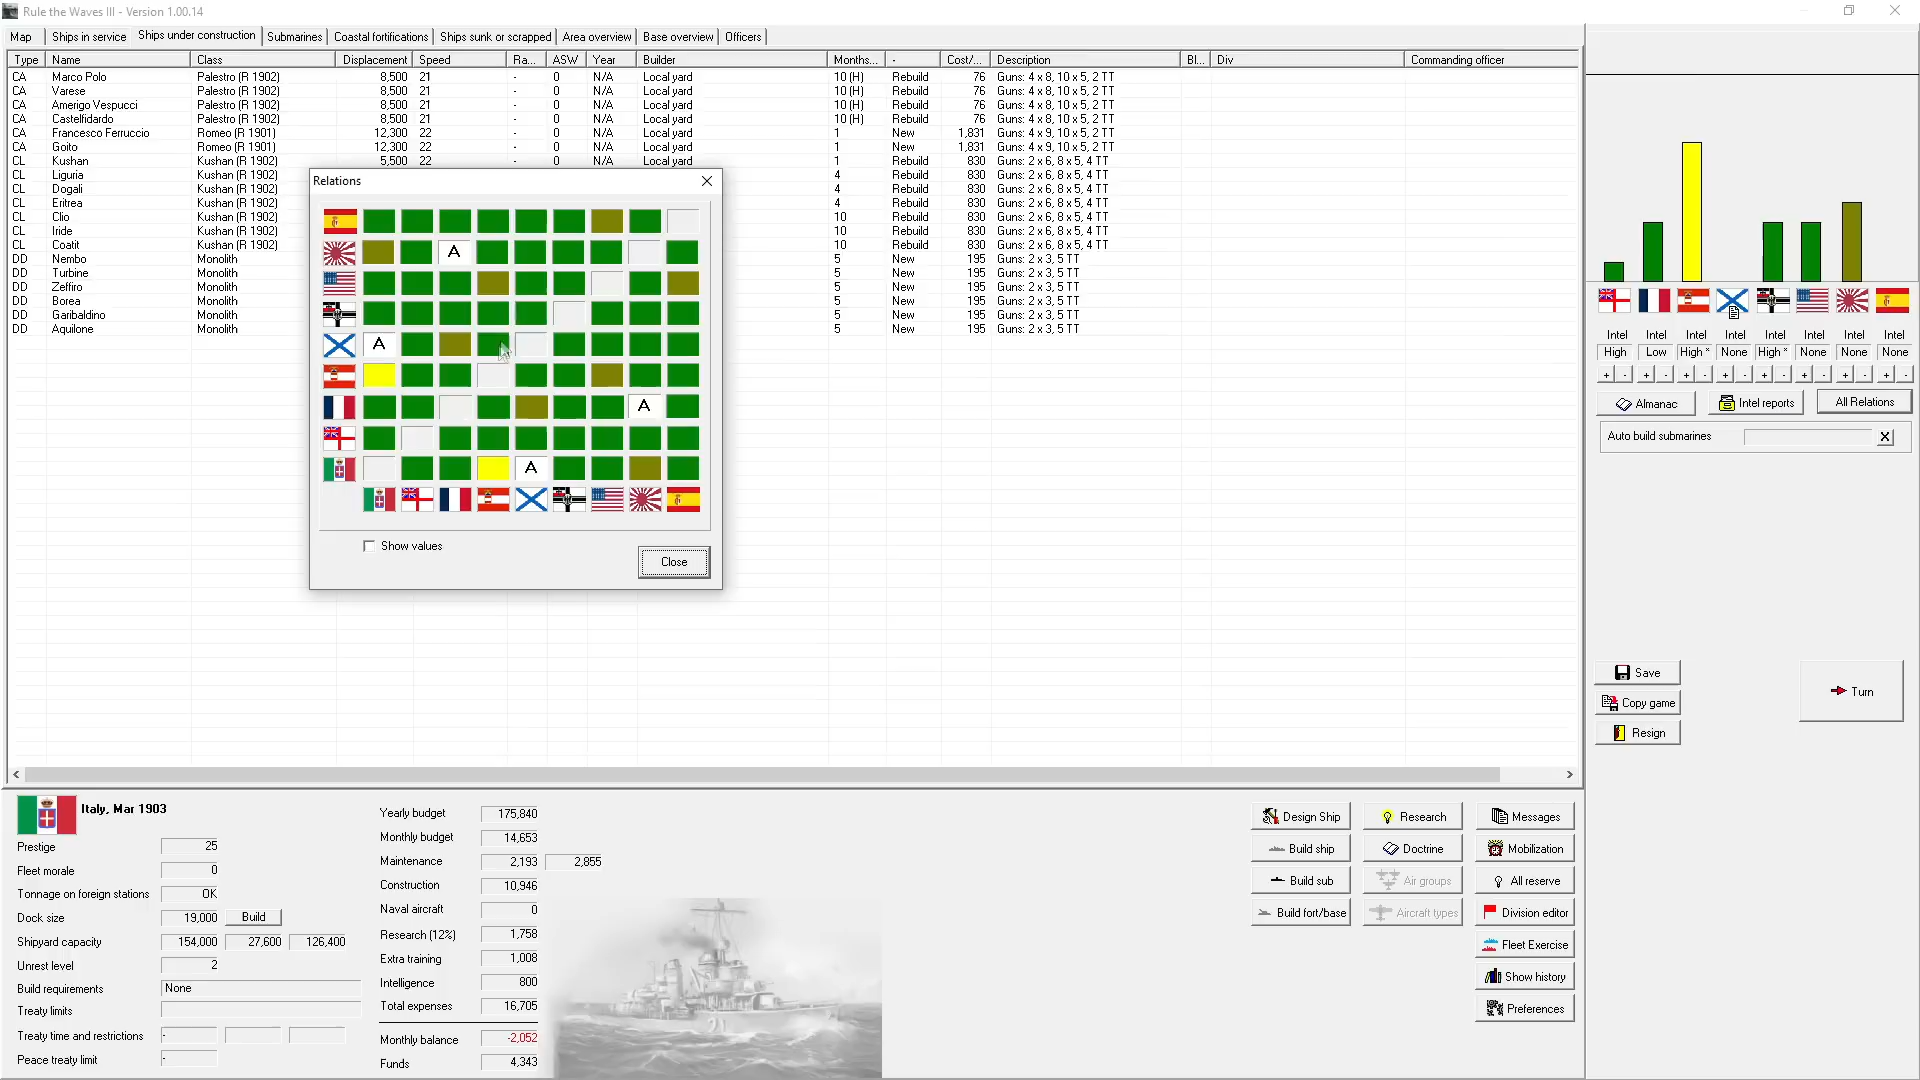 Rule the Waves III - Version 1.00.14
Map Ships in service Ships under construction Submarines Coastal fortifications Ships sunk or scrapped Area overview Base overview Officers
Type Name Class Displacement Speed Ra... ASW Year Builder Months... - Cost/... Description Bl... Div Commanding officer
CA Marco Polo Palestro (R 1902) 8,500 21 - 0 N/A Local yard 10 (H) Rebuild 76 Guns: 4 x 8, 10 x 5, 2 TT
CA Varese Palestro (R 1902) 8,500 21 - 0 N/A Local yard 10 (H) Rebuild 76 Guns: 4 x 8, 10 x 5, 2 TT
CA Amerigo Vespucci Palestro (R 1902) 8,500 21 - 0 N/A Local yard 10 (H) Rebuild 76 Guns: 4 x 8, 10 x 5, 2 TT
CA Castelfidardo Palestro (R 1902) 8,500 21 - 0 N/A Local yard 10 (H) Rebuild 76 Guns: 4 x 8, 10 x 5, 2 TT
CA Francesco Ferruccio Romeo (R 1901) 12,300 22 - 0 N/A Local yard 1 New 1,831 Guns: 4 x 9, 10 x 5, 2 TT
CA Goito Romeo (R 1901) 12,300 22 - 0 N/A Local yard 1 New 1,831 Guns: 4 x 9, 10 x 5, 2 TT
CL Kushan Kushan (R 1902) 5,500 22 - 0 N/A Local yard 1 Rebuild 830 Guns: 2 x 6, 8 x 5, 4 TT
CL Liguria Kushan (R 1902) 4 Rebuild 830 Guns: 2 x 6, 8 x 5, 4 TT
CL Dogali Kushan (R 1902) 4 Rebuild 830 Guns: 2 x 6, 8 x 5, 4 TT
CL Eritrea Kushan (R 1902) 4 Rebuild 830 Guns: 2 x 6, 8 x 5, 4 TT
CL Clio Kushan (R 1902) 10 Rebuild 830 Guns: 2 x 6, 8 x 5, 4 TT
CL Iride Kushan (R 1902) 10 Rebuild 830 Guns: 2 x 6, 8 x 5, 4 TT
CL Coatit Kushan (R 1902) 10 Rebuild 830 Guns: 2 x 6, 8 x 5, 4 TT
DD Nembo Monolith 5 New 195 Guns: 2 x 3, 5 TT
DD Turbine Monolith 5 New 195 Guns: 2 x 3, 5 TT
DD Zeffiro Monolith 5 New 195 Guns: 2 x 3, 5 TT
DD Borea Monolith 5 New 195 Guns: 2 x 3, 5 TT
DD Garibaldino Monolith 5 New 195 Guns: 2 x 3, 5 TT
DD Aquilone Monolith 5 New 195 Guns: 2 x 3, 5 TT
Relations
A
A
A
A
Show values
Close
Intel Intel Intel Intel Intel Intel Intel Intel
High Low High * None High * None None None
+ - + - + - + - + - + - + - + -
Almanac Intel reports All Relations
Auto build submarines X
Save
Copy game
Resign
Turn
Italy, Mar 1903
Prestige 25
Fleet morale 0
Tonnage on foreign stations OK
Dock size 19,000 Build
Shipyard capacity 154,000 27,600 126,400
Unrest level 2
Build requirements None
Treaty limits
Treaty time and restrictions -
Peace treaty limit -
Yearly budget 175,840
Monthly budget 14,653
Maintenance 2,193 2,855
Construction 10,946
Naval aircraft 0
Research (12%) 1,758
Extra training 1,008
Intelligence 800
Total expenses 16,705
Monthly balance -2,052
Funds 4,343
Design Ship Research Messages
Build ship Doctrine Mobilization
Build sub Air groups All reserve
Build fort/base Aircraft types Division editor
Fleet Exercise
Show history
Preferences